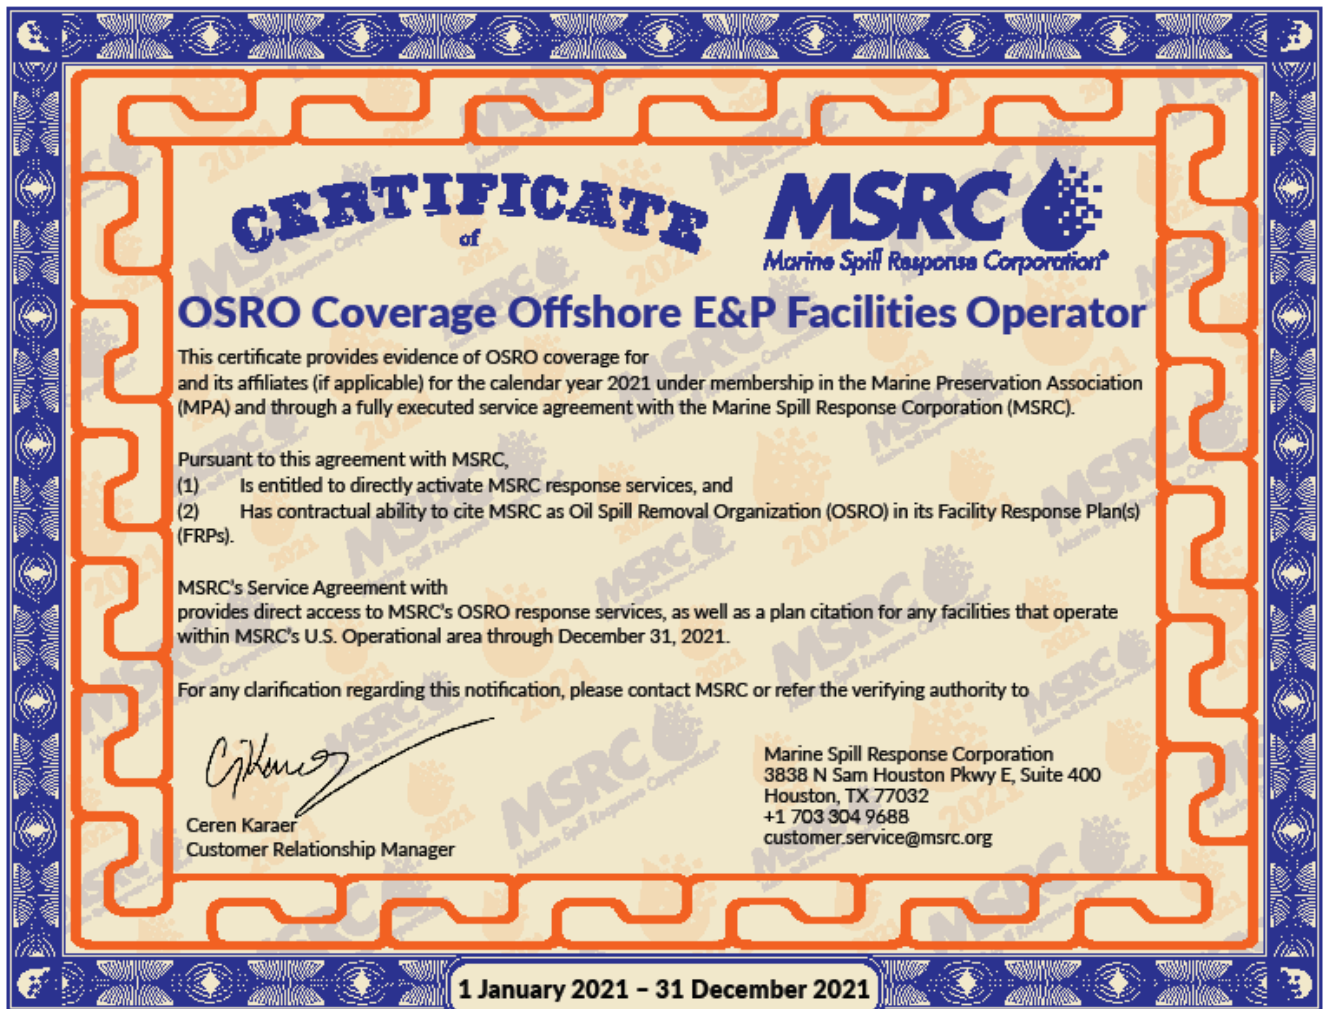 CERTIFICATE
of
MSRC
Marine Spill Response Corporation®
OSRO Coverage Offshore E&P Facilities Operator
This certificate provides evidence of OSRO coverage for
and its affiliates (if applicable) for the calendar year 2021 under membership in the Marine Preservation Association
(MPA) and through a fully executed service agreement with the Marine Spill Response Corporation (MSRC).
Pursuant to this agreement with MSRC,
(1) Is entitled to directly activate MSRC response services, and
(2) Has contractual ability to cite MSRC as Oil Spill Removal Organization (OSRO) in its Facility Response Plan(s)
(FRPs).
MSRC's Service Agreement with
provides direct access to MSRC's OSRO response services, as well as a plan citation for any facilities that operate
within MSRC's U.S. Operational area through December 31, 2021.
For any clarification regarding this notification, please contact MSRC or refer the verifying authority to
Ceren Karaer
Customer Relationship Manager
Marine Spill Response Corporation
3838 N Sam Houston Pkwy E, Suite 400
Houston, TX 77032
+1 703 304 9688
customer.service@msrc.org
1 January 2021 – 31 December 2021